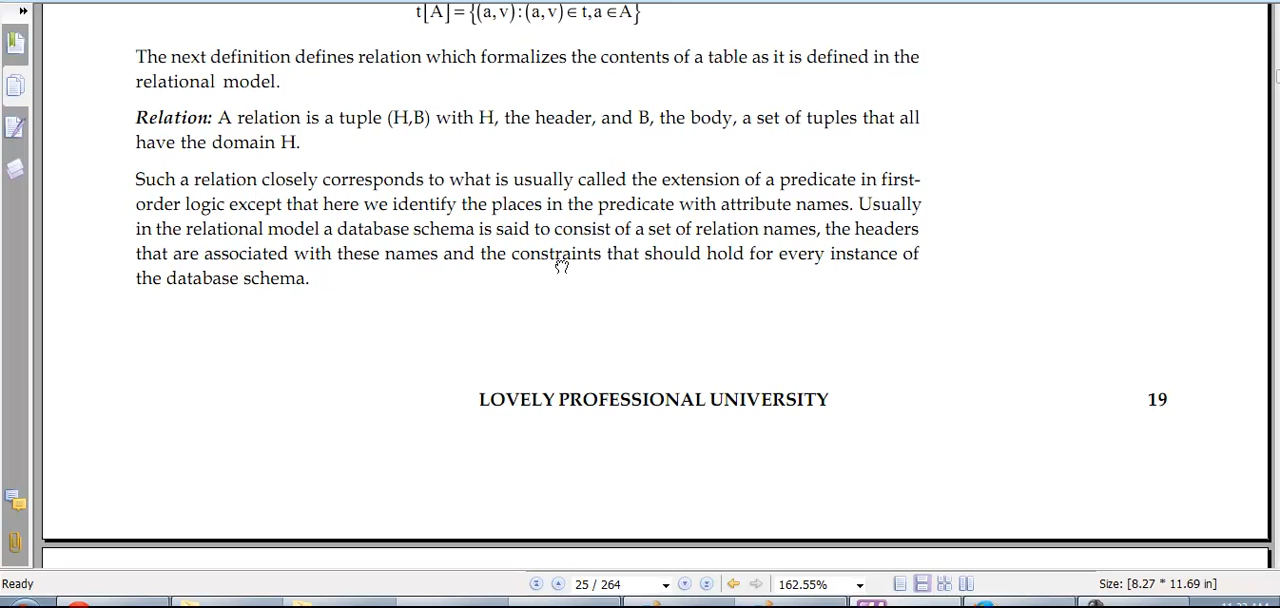 t[A]={(a,v):(a,v)∈t,a∈A}
The next definition defines relation which formalizes the contents of a table as it is defined in the
relational model.
Relation: A relation is a tuple (H,B) with H, the header, and B, the body, a set of tuples that all
have the domain H.
Such a relation closely corresponds to what is usually called the extension of a predicate in first-
order logic except that here we identify the places in the predicate with attribute names. Usually
in the relational model a database schema is said to consist of a set of relation names, the headers
that are associated with these names and the constraints that should hold for every instance of
the database schema.
LOVELY PROFESSIONAL UNIVERSITY 19
Ready 25 / 264 162.55% Size: [8.27 * 11.69 in]